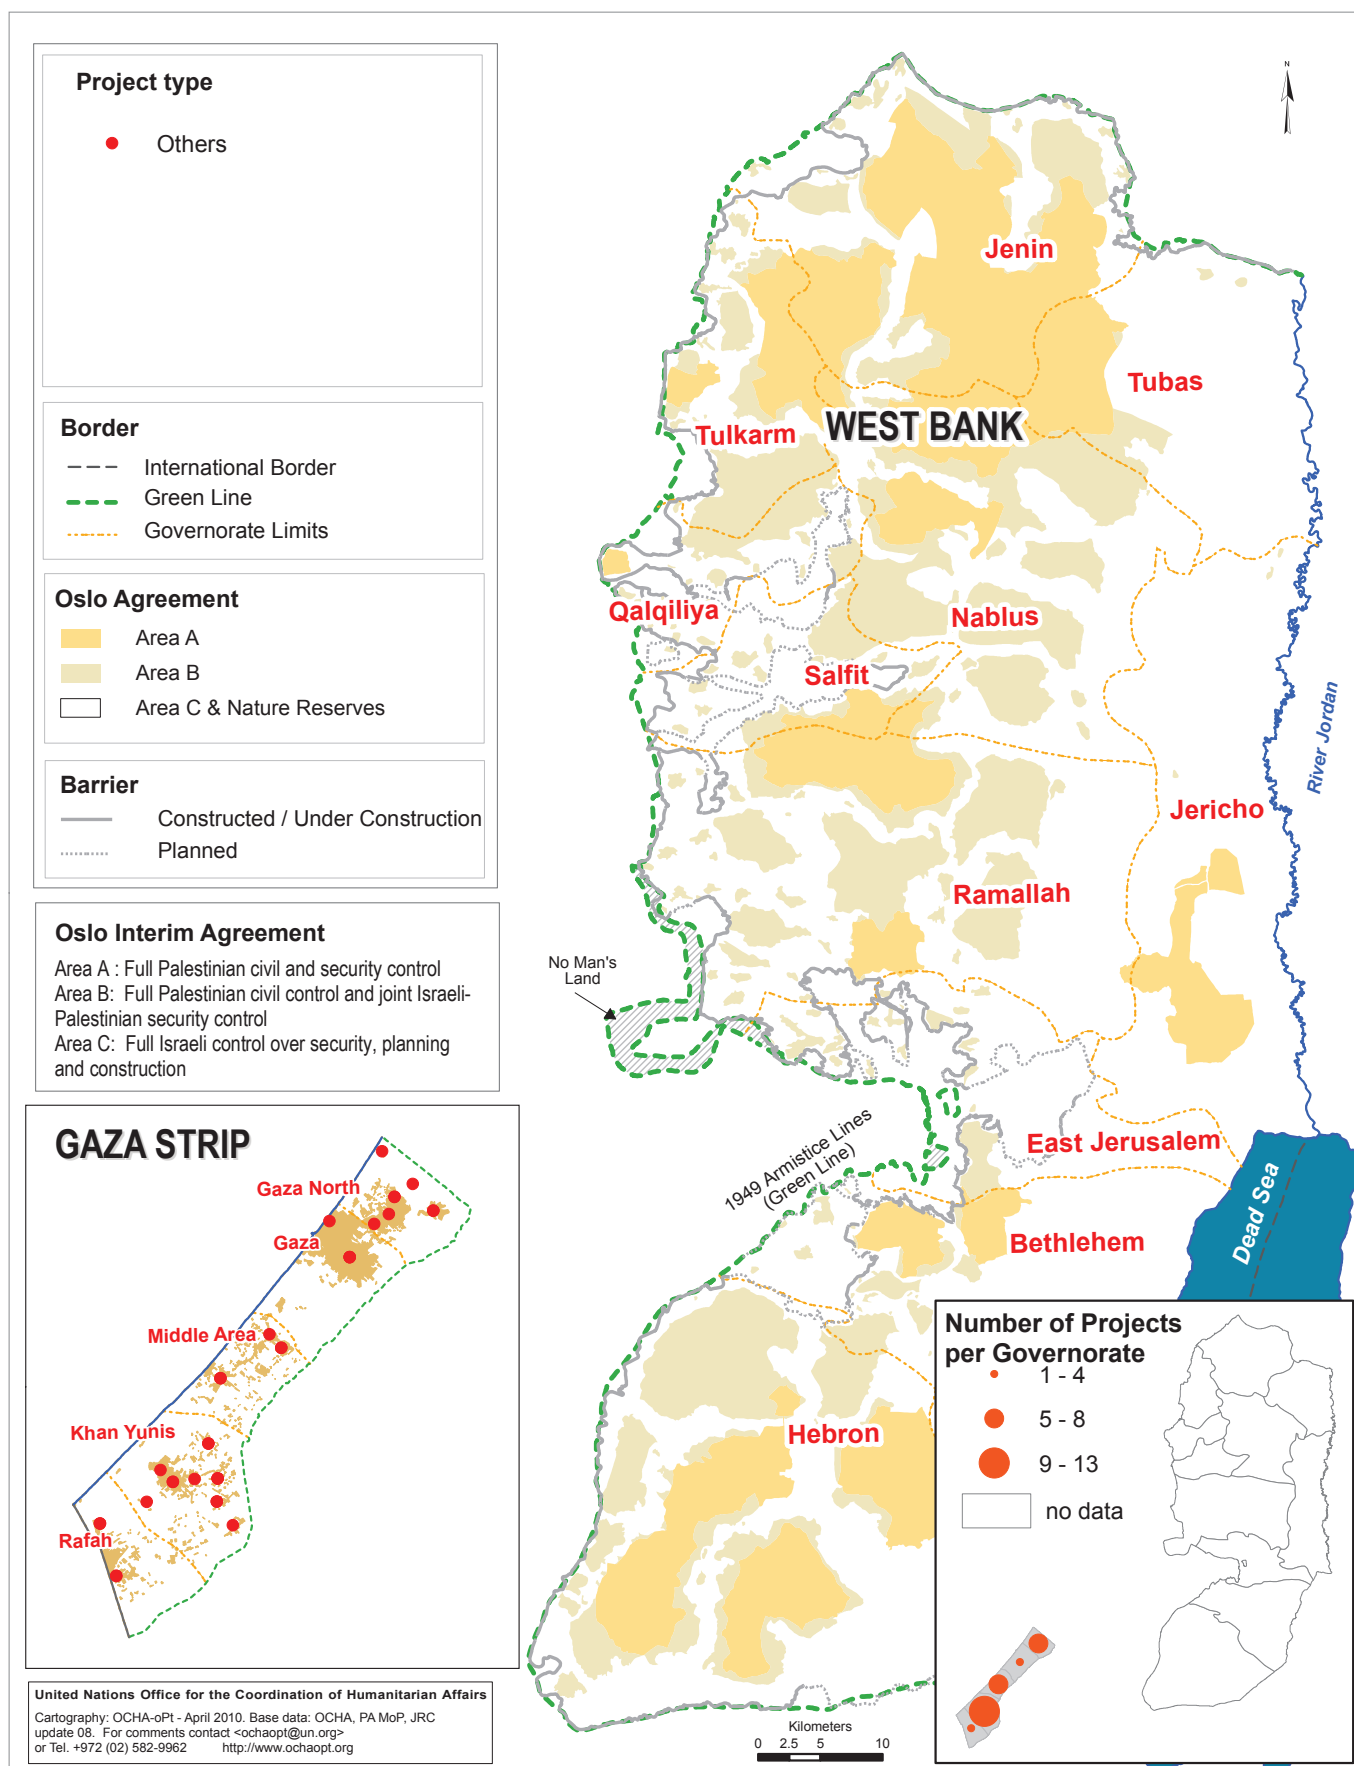 Project type
Others
Border
International Border
Green Line
Governorate Limits
Oslo Agreement
Area A
Area B
Area C & Nature Reserves
Barrier
Constructed / Under Construction
Planned
Oslo Interim Agreement
Area A : Full Palestinian civil and security control
Area B: Full Palestinian civil control and joint Israeli-
Palestinian security control
Area C: Full Israeli control over security, planning
and construction
N
Jenin
Tubas
Tulkarm
WEST BANK
Qalqiliya
Nablus
Salfit
River Jordan
Jericho
Ramallah
No Man's
Land
1949 Armistice Lines
(Green Line)
East Jerusalem
Dead Sea
Bethlehem
Hebron
GAZA STRIP
Gaza North
Gaza
Middle Area
Khan Yunis
Rafah
Number of Projects
per Governorate
1 - 4
5 - 8
9 - 13
no data
Kilometers
0 2.5 5 10
United Nations Office for the Coordination of Humanitarian Affairs
Cartography: OCHA-oPt - April 2010. Base data: OCHA, PA MoP, JRC
update 08. For comments contact <ochaopt@un.org>
or Tel. +972 (02) 582-9962 http://www.ochaopt.org